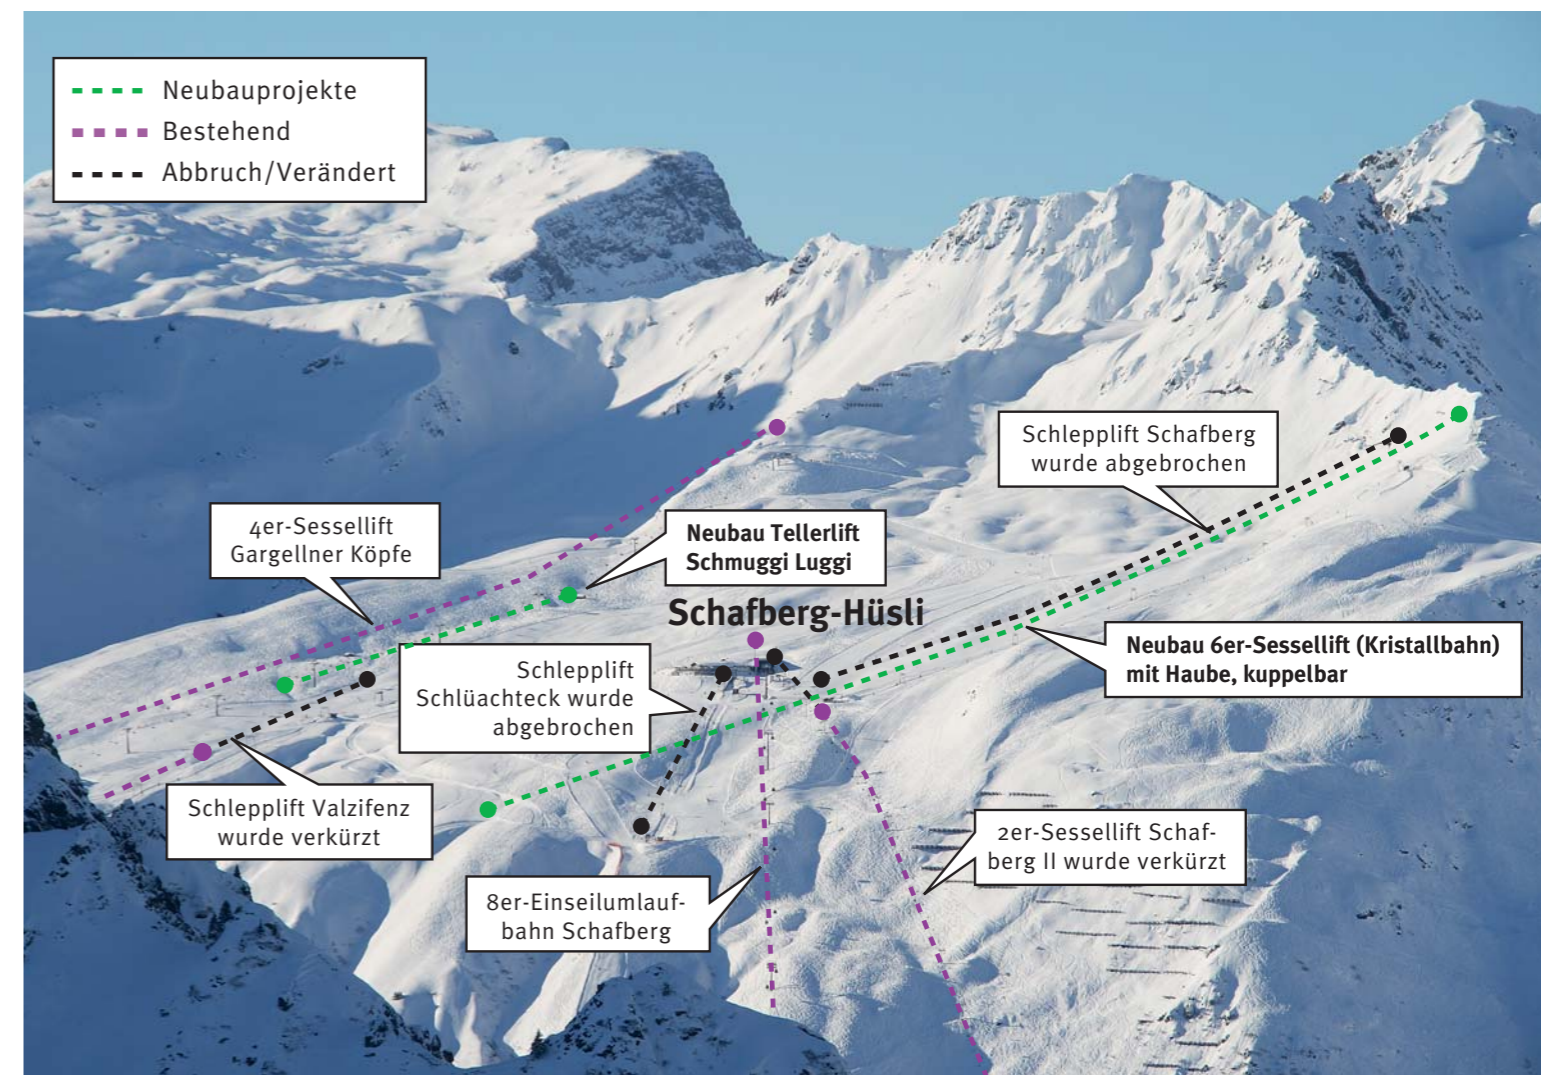 Neubauprojekte
Bestehend
Abbruch/Verändert
Schlepplift Schafberg
wurde abgebrochen
4er-Sessellift
Gargellner Köpfe
Neubau Tellerlift
Schmuggi Luggi
Schafberg-Hüsli
Neubau 6er-Sessellift (Kristallbahn)
mit Haube, kuppelbar
Schlepplift
Schlüachteck wurde
abgebrochen
Schlepplift Valzifenz
wurde verkürzt
2er-Sessellift Schaf-
berg II wurde verkürzt
8er-Einseilumlauf-
bahn Schafberg